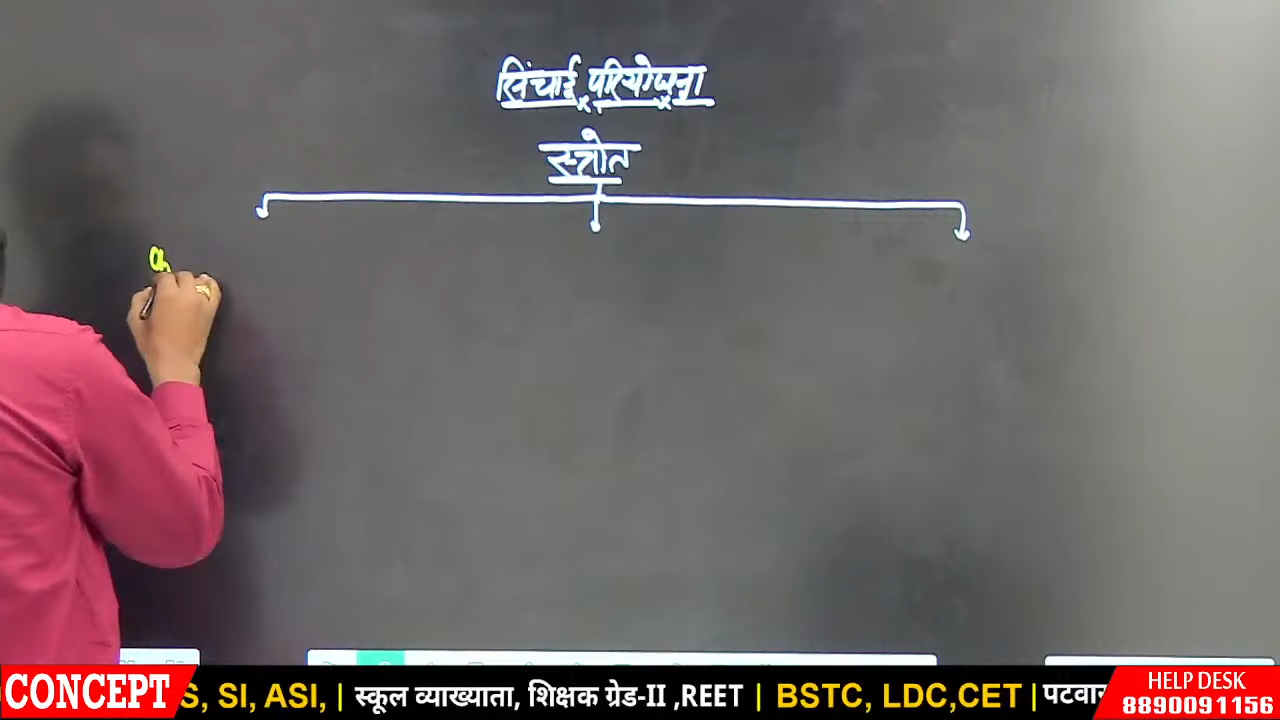 सिंचाई परियोजना
स्त्रोत
CONCEPT
S, SI, ASI, | स्कूल व्याख्याता, शिक्षक ग्रेड-II ,REET | BSTC, LDC,CET | पटवा
HELP DESK
8890091156